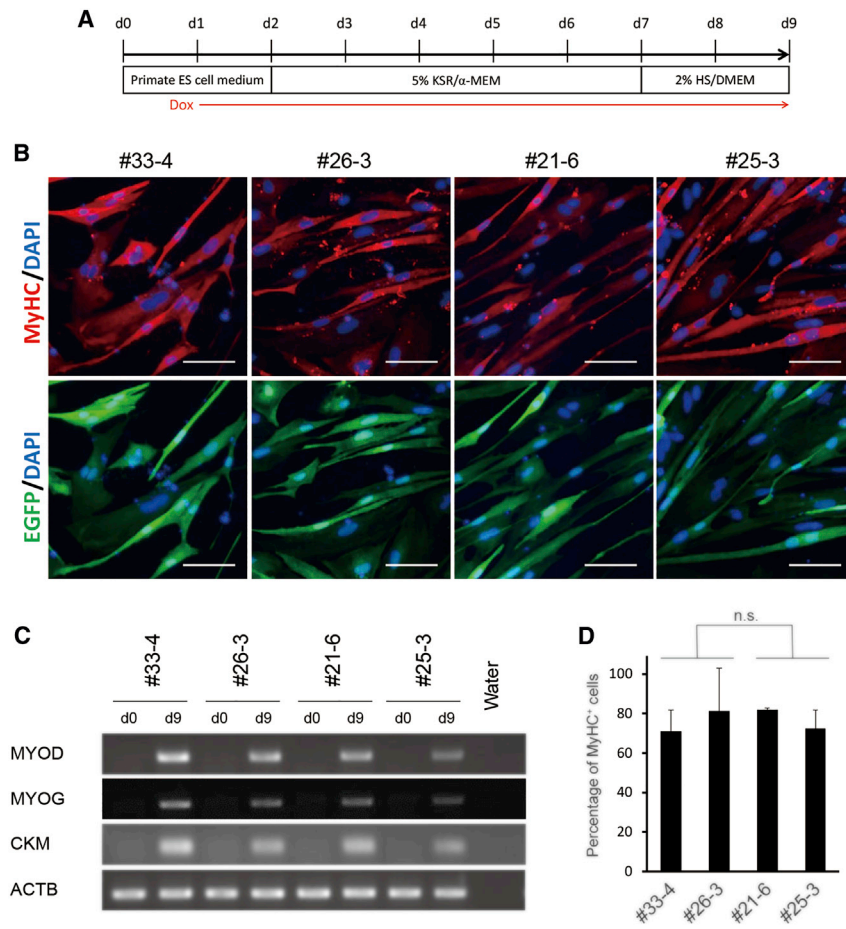 A
d0 d1 d2 d3 d4 d5 d6 d7 d8 d9
Primate ES cell medium 5% KSR/α-MEM 2% HS/DMEM
Dox
B
#33-4 #26-3 #21-6 #25-3
MyHC/DAPI
EGFP/DAPI
C
#33-4 #26-3 #21-6 #25-3 Water
d0 d9 d0 d9 d0 d9 d0 d9
MYOD
MYOG
CKM
ACTB
D
n.s.
Percentage of MyHC⁺ cells
100
80
60
40
20
0
#33-4 #26-3 #21-6 #25-3